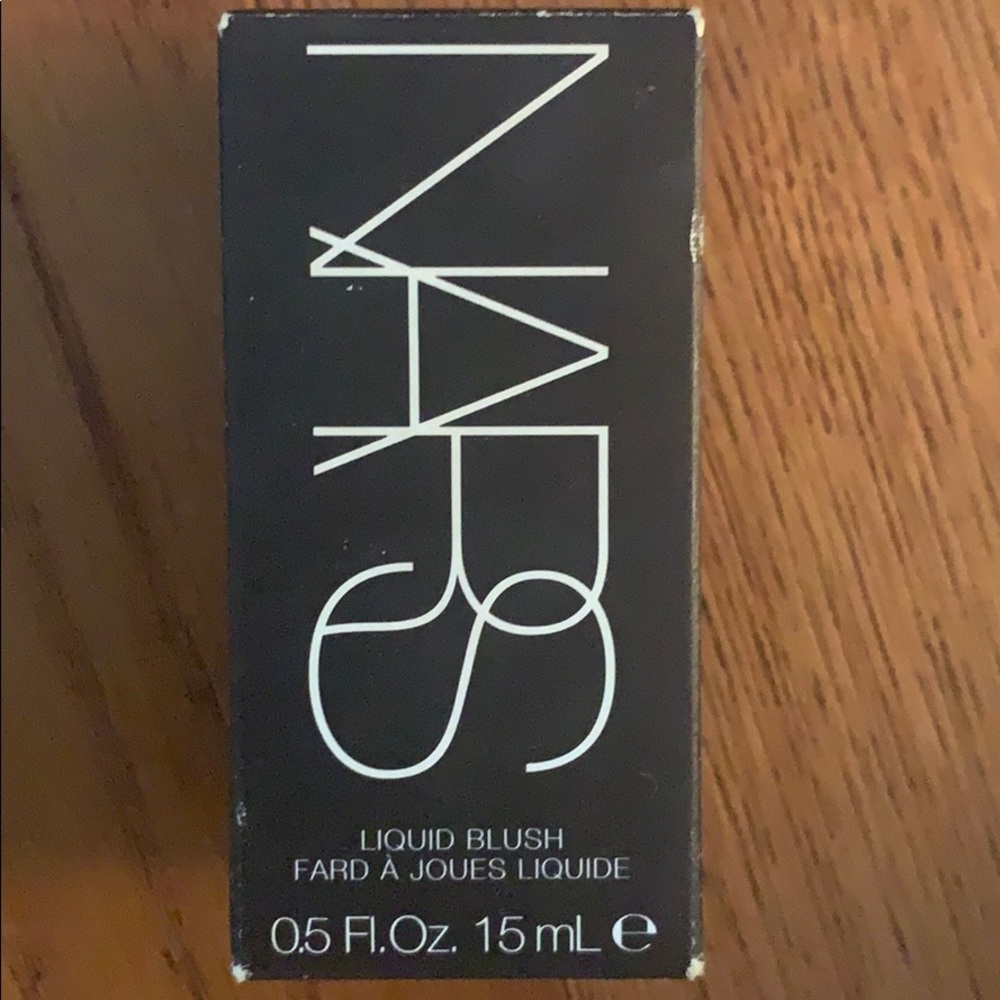 NARS
LIQUID BLUSH
FARD À JOUES LIQUIDE
0.5 Fl.Oz. 15 mL ℮